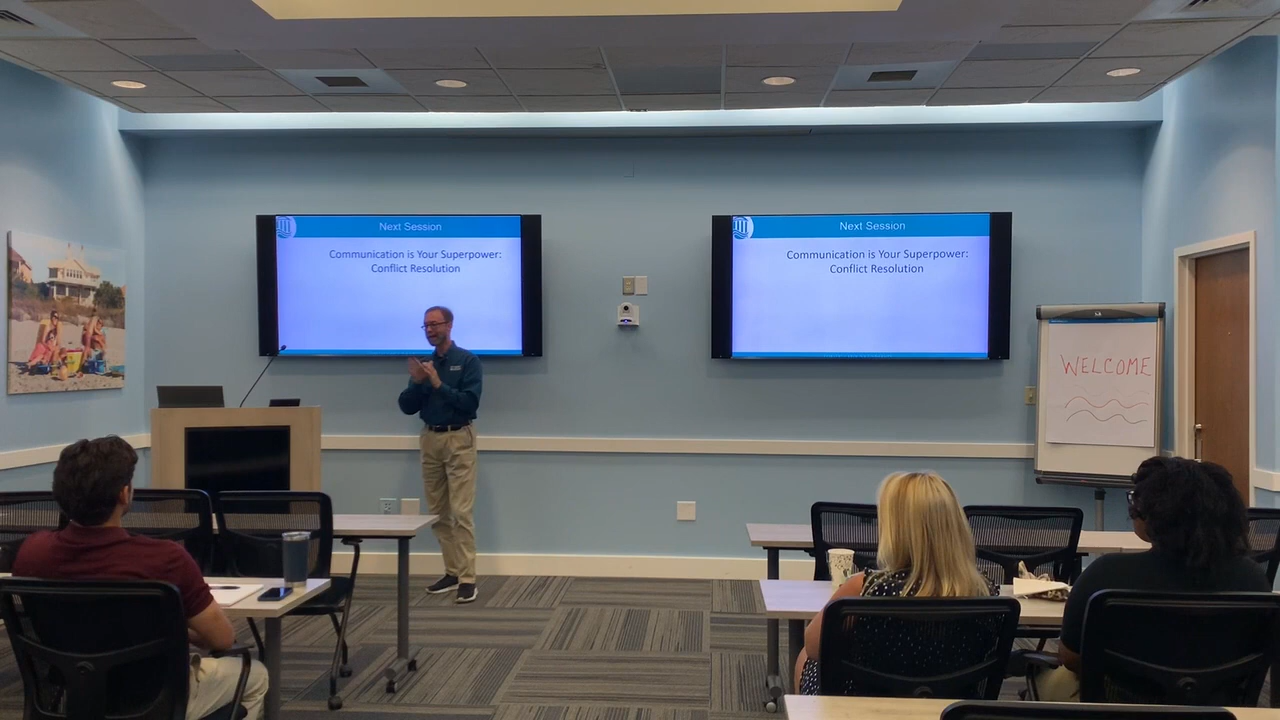 Next Session
Communication is Your Superpower:
Conflict Resolution
Next Session
Communication is Your Superpower:
Conflict Resolution
WELCOME